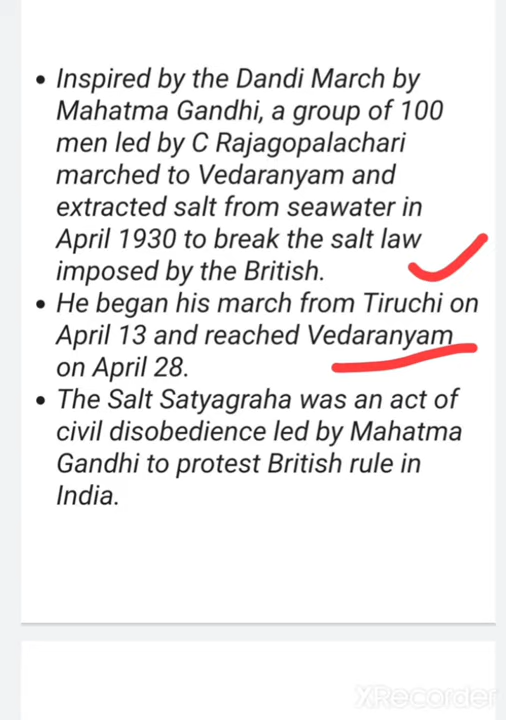 • Inspired by the Dandi March by
Mahatma Gandhi, a group of 100
men led by C Rajagopalachari
marched to Vedaranyam and
extracted salt from seawater in
April 1930 to break the salt law
imposed by the British.
• He began his march from Tiruchi on
April 13 and reached Vedaranyam
on April 28.
• The Salt Satyagraha was an act of
civil disobedience led by Mahatma
Gandhi to protest British rule in
India.
XRecorder